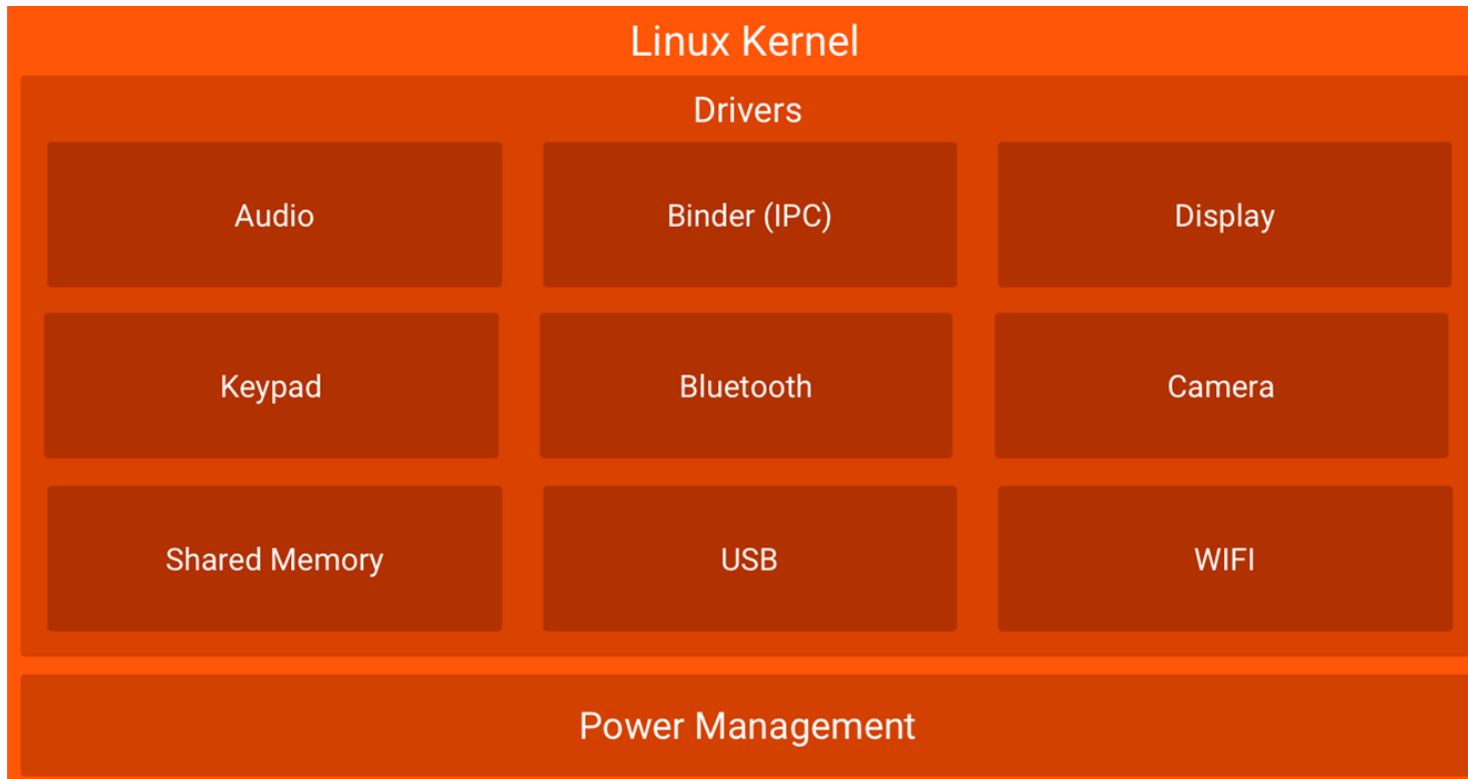 Linux Kernel
Drivers
Audio
Binder (IPC)
Display
Keypad
Bluetooth
Camera
Shared Memory
USB
WIFI
Power Management